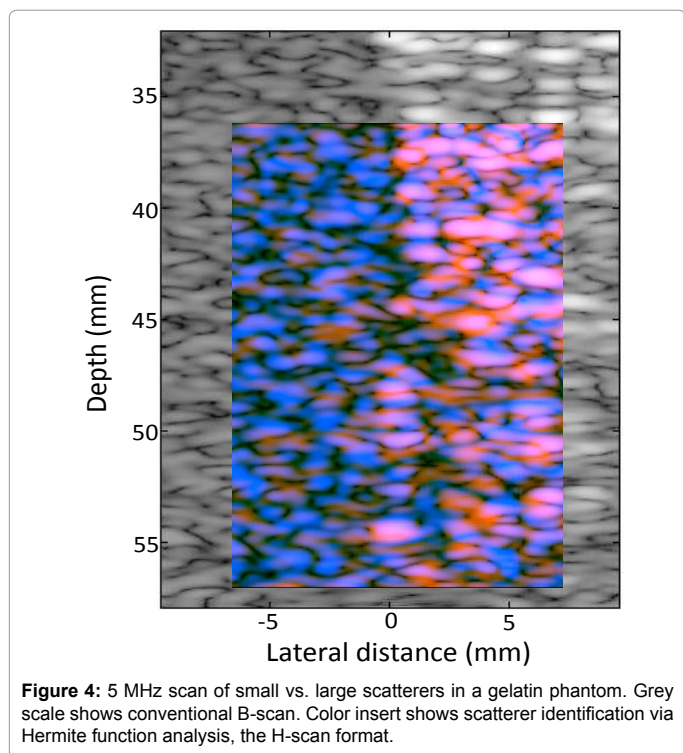 35
40
45
50
55
Depth (mm)
-5 0 5
Lateral distance (mm)
Figure 4: 5 MHz scan of small vs. large scatterers in a gelatin phantom. Grey
scale shows conventional B-scan. Color insert shows scatterer identification via
Hermite function analysis, the H-scan format.